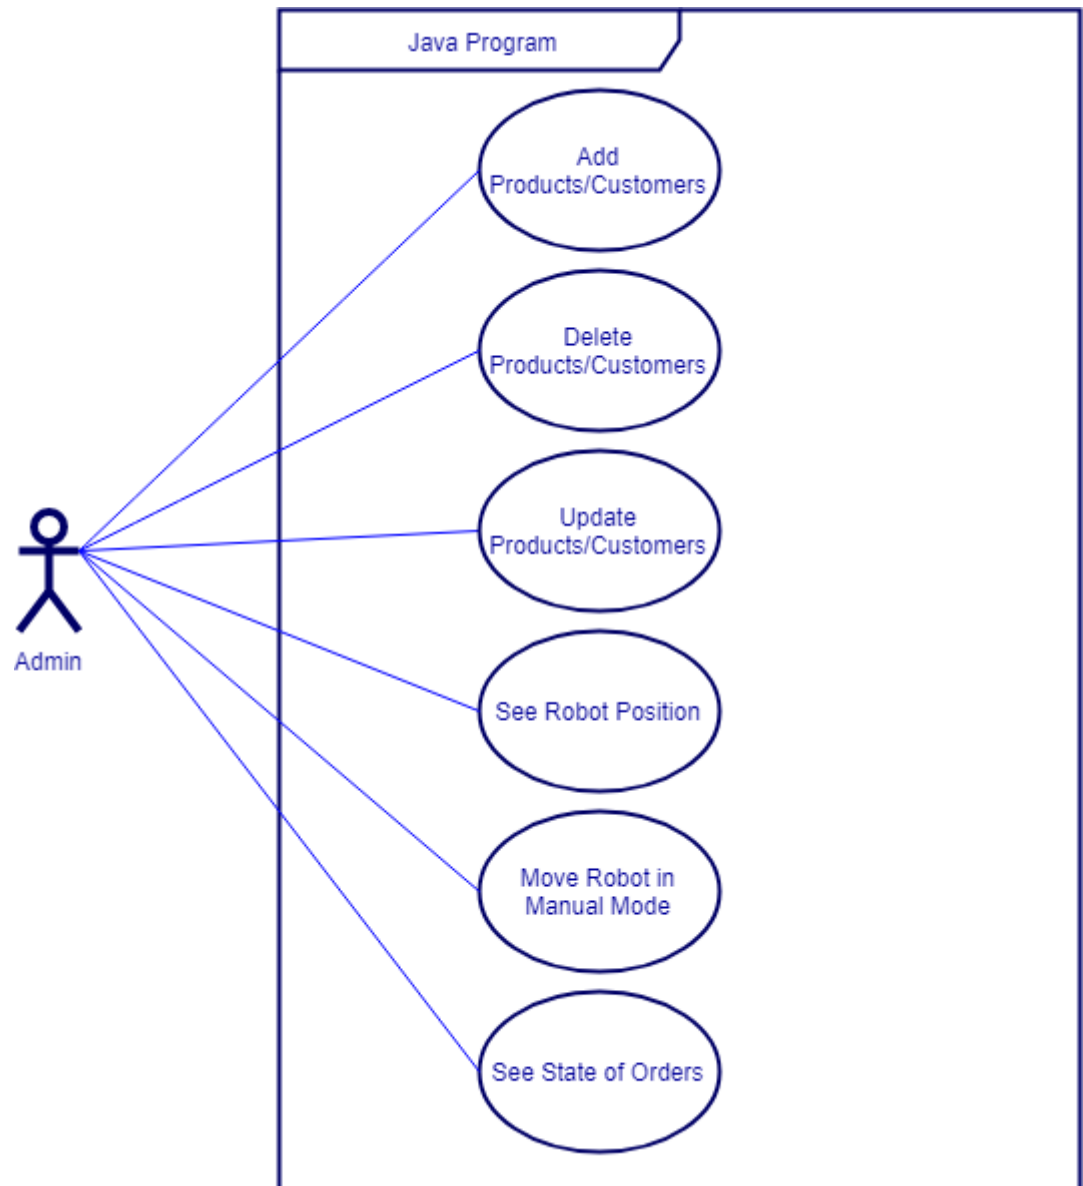 Java Program
Add
Products/Customers
Delete
Products/Customers
Update
Products/Customers
Admin
See Robot Position
Move Robot in
Manual Mode
See State of Orders